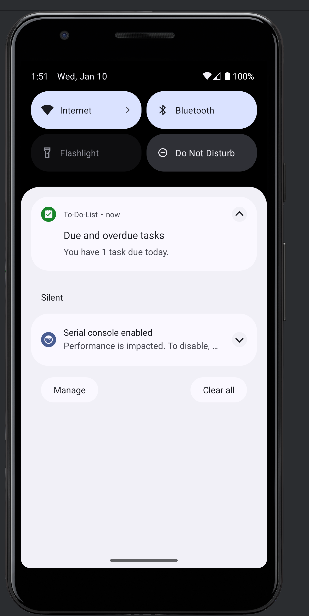 1:51 Wed, Jan 10 100%
Internet Bluetooth
Flashlight Do Not Disturb
To Do List • now
Due and overdue tasks
You have 1 task due today.
Silent
Serial console enabled
Performance is impacted. To disable, ...
Manage Clear all